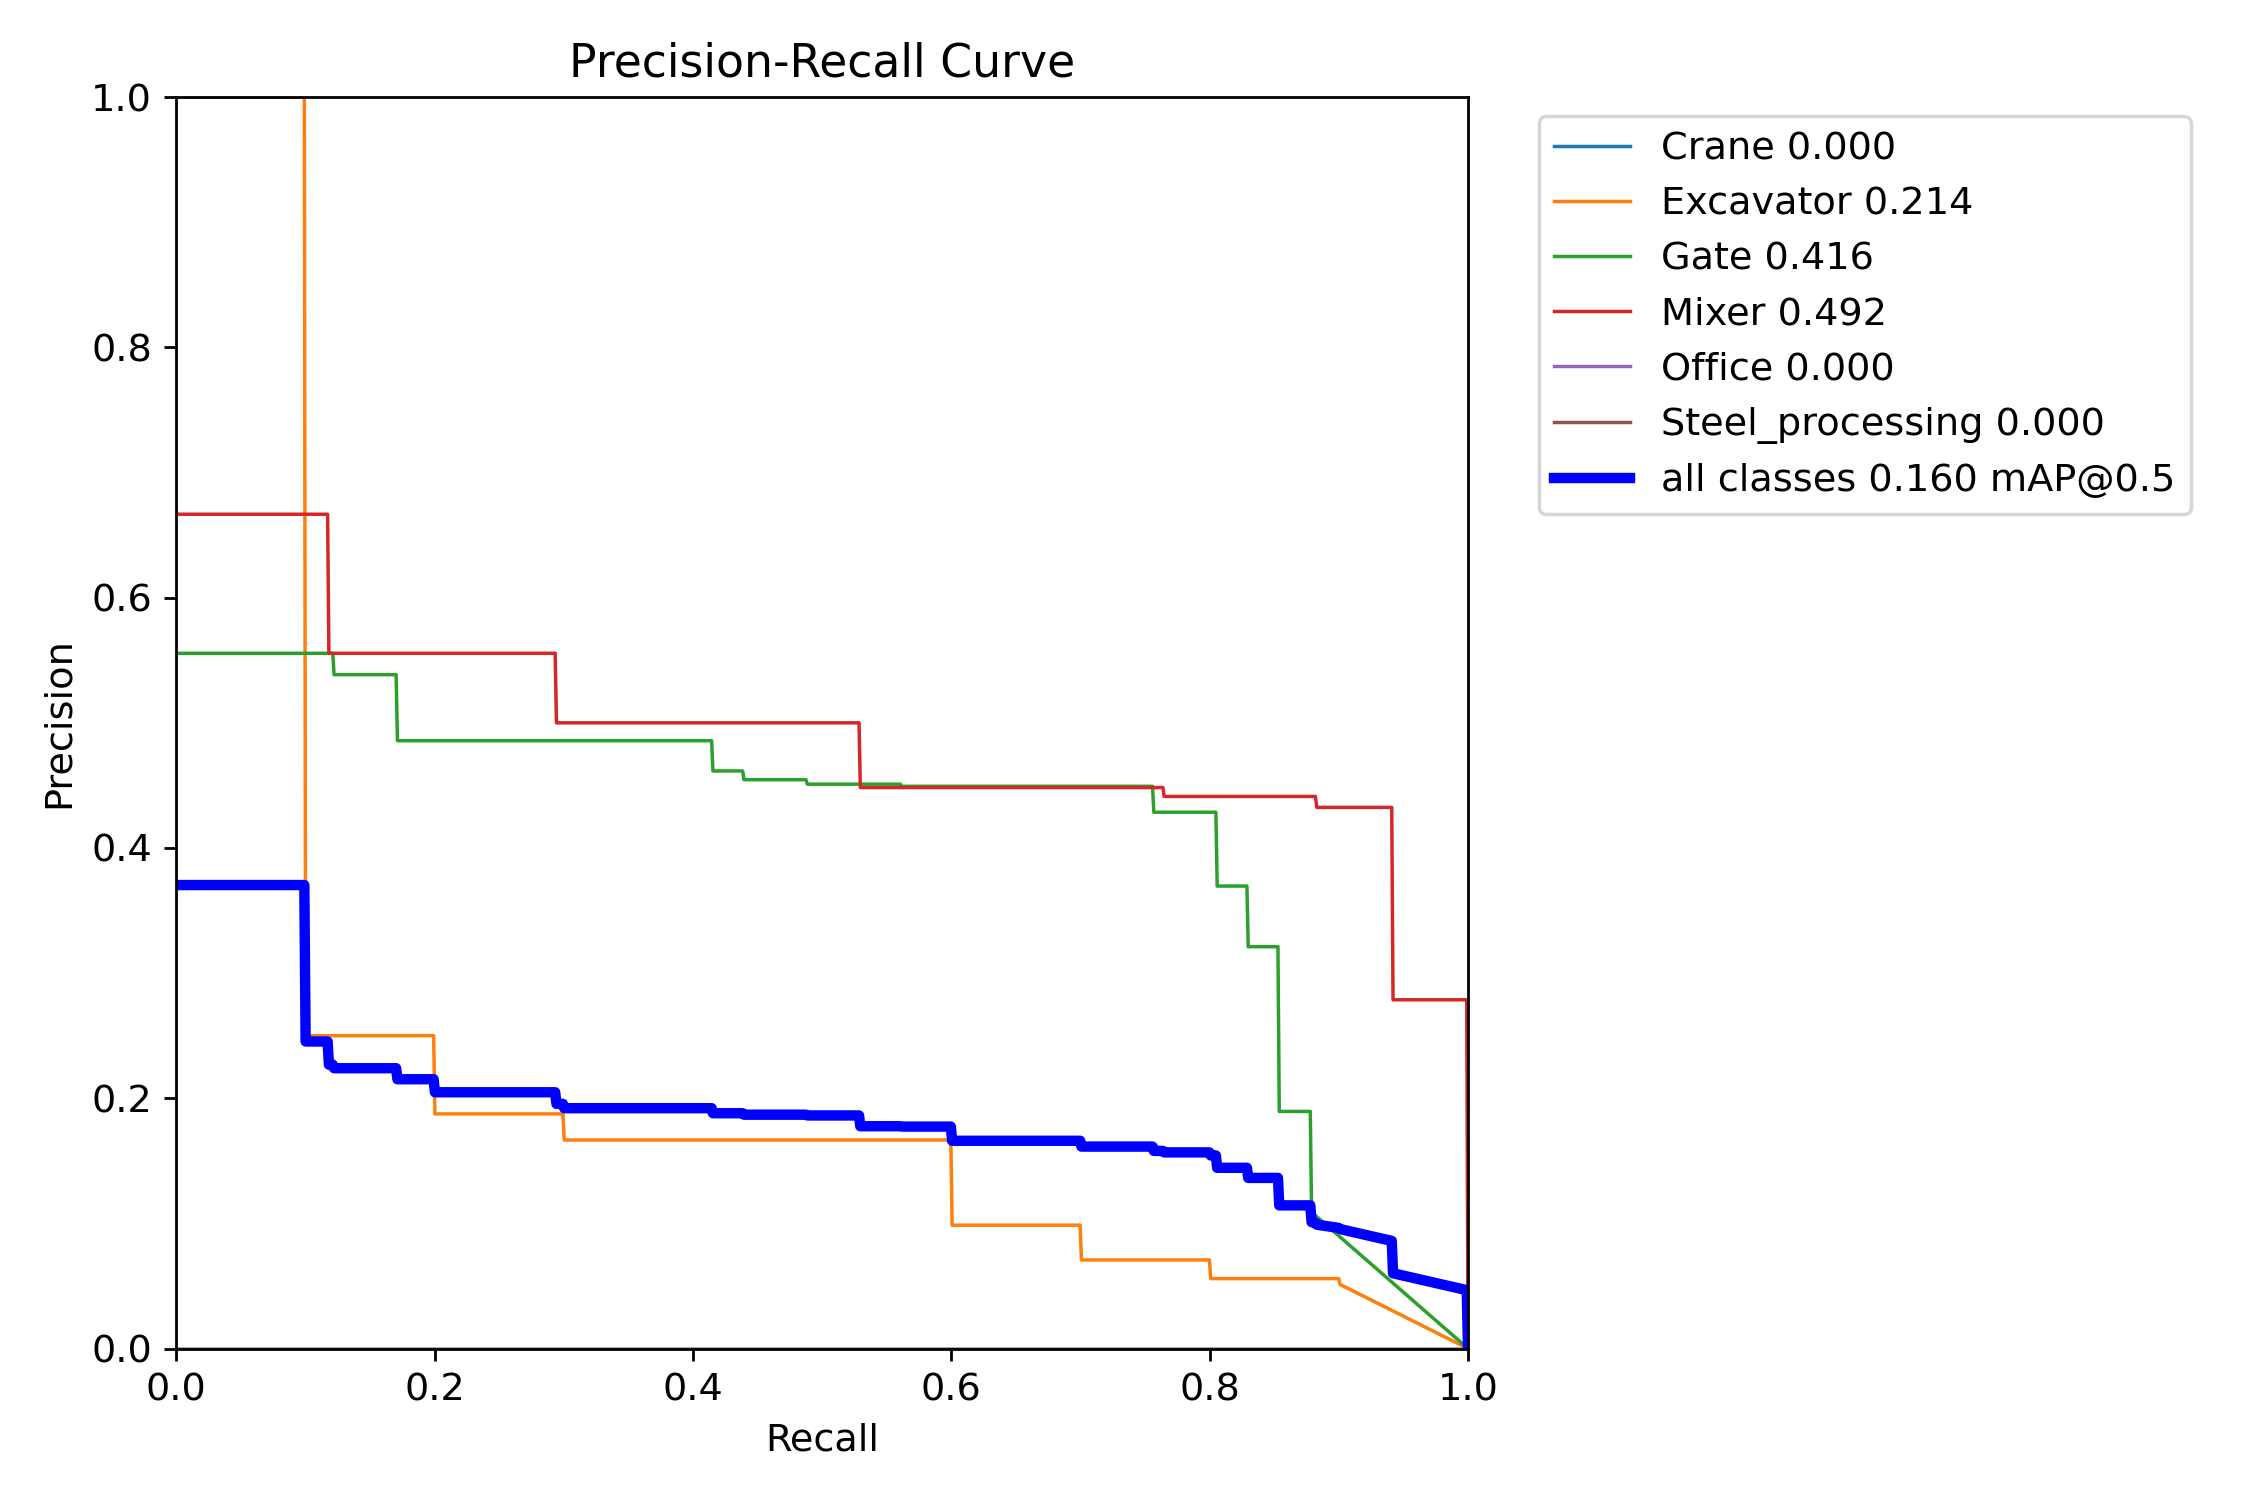 Precision-Recall Curve
1.0
0.8
0.6
0.4
0.2
0.0
Precision
0.0 0.2 0.4 0.6 0.8 1.0
Recall
Crane 0.000
Excavator 0.214
Gate 0.416
Mixer 0.492
Office 0.000
Steel_processing 0.000
all classes 0.160 mAP@0.5